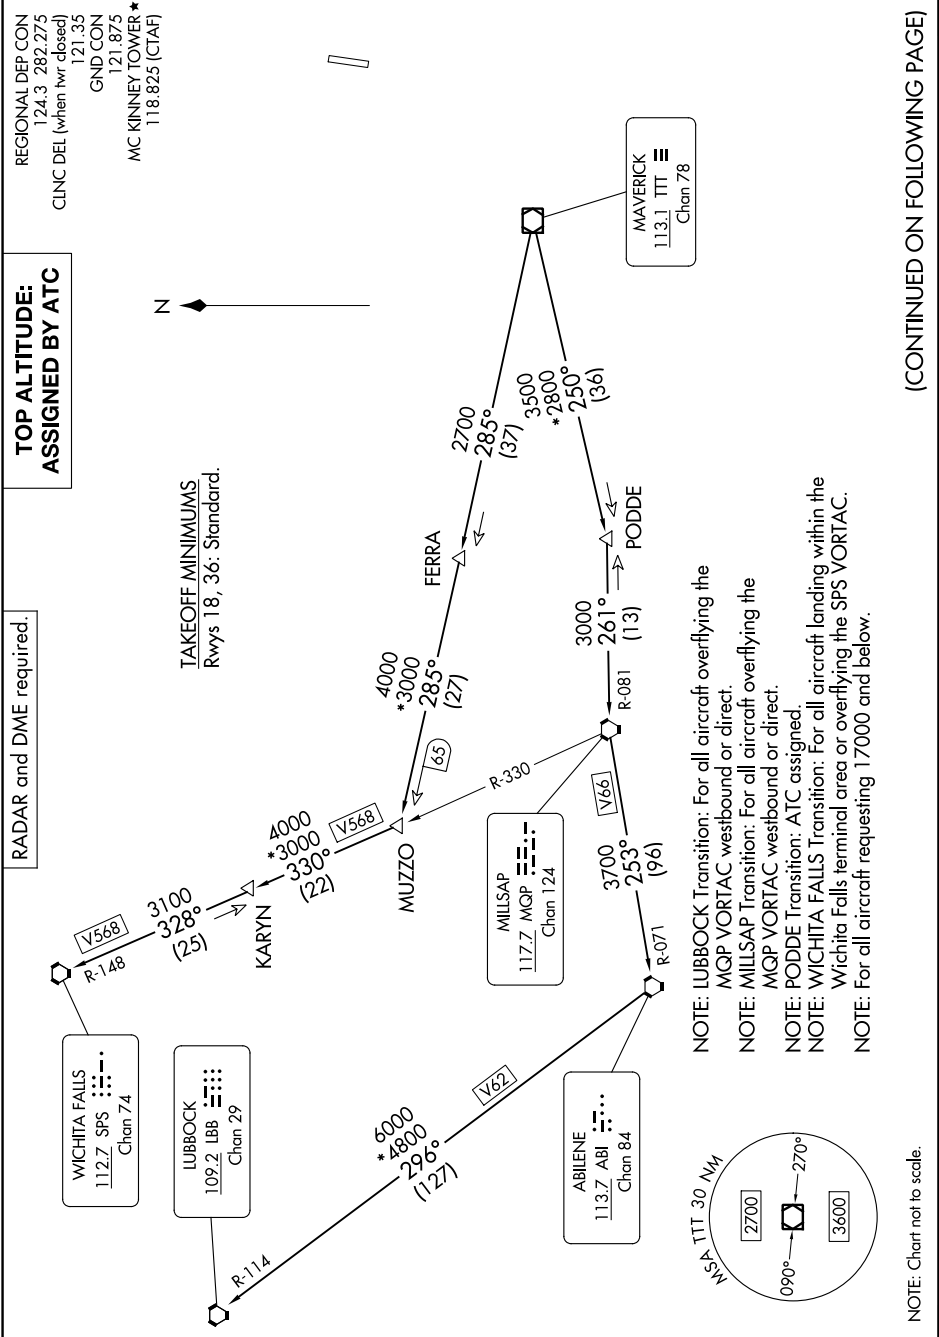 RADAR and DME required.
TOP ALTITUDE:
ASSIGNED BY ATC
REGIONAL DEP CON
124.3 282.275
CLNC DEL (when twr closed)
121.35
GND CON
121.875
MC KINNEY TOWER★
118.825 (CTAF)
N
TAKEOFF MINIMUMS
Rwys 18, 36: Standard.
WICHITA FALLS
112.7 SPS
Chan 74
R-148
V568
3100
328°
(25)
KARYN
4000
*3000
330°
(22)
V568
MUZZO
65
4000
*3000
285°
(27)
FERRA
2700
285°
(37)
MAVERICK
113.1 TTT
Chan 78
3500
*2800
250°
(36)
PODDE
3000
261°
(13)
R-081
R-330
MILLSAP
117.7 MQP
Chan 124
V66
3700
253°
(96)
R-071
ABILENE
113.7 ABI
Chan 84
V62
6000
*4800
296°
(127)
R-114
LUBBOCK
109.2 LBB
Chan 29
NOTE: LUBBOCK Transition: For all aircraft overflying the
MQP VORTAC westbound or direct.
NOTE: MILLSAP Transition: For all aircraft overflying the
MQP VORTAC westbound or direct.
NOTE: PODDE Transition: ATC assigned.
NOTE: WICHITA FALLS Transition: For all aircraft landing within the
Wichita Falls terminal area or overflying the SPS VORTAC.
NOTE: For all aircraft requesting 17000 and below.
MSA TTT 30 NM
2700
090°
270°
3600
NOTE: Chart not to scale.
(CONTINUED ON FOLLOWING PAGE)